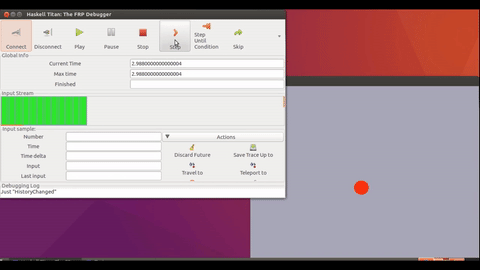 Haskell Titan: The FRP Debugger
Connect Disconnect Play Pause Stop Step Step Until Condition Skip
Global Info
Current Time 2.9880000000000004
Max time 2.9880000000000004
Finished
Input Stream
Input sample:
Number Actions
Time Discard Future Save Trace Up to
Time delta
Input Travel to Teleport to
Last input
Debugging Log
Just "HistoryChanged"